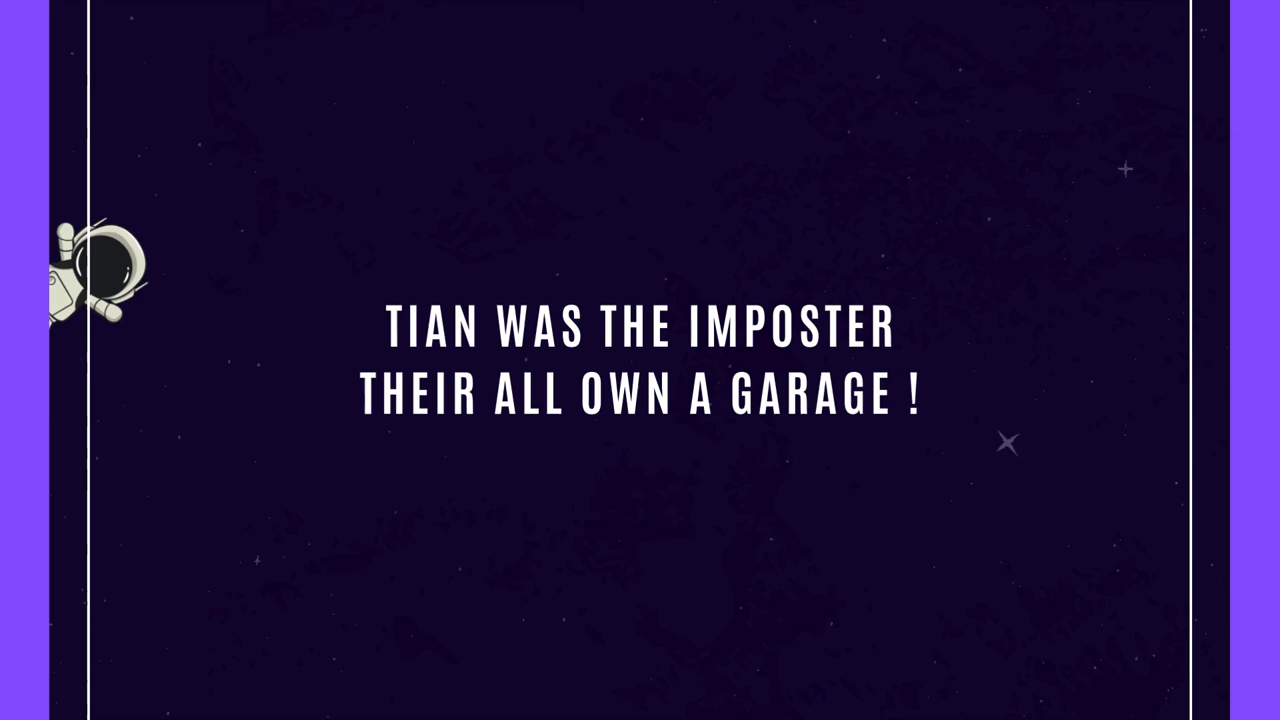 TIAN WAS THE IMPOSTER
THEIR ALL OWN A GARAGE !